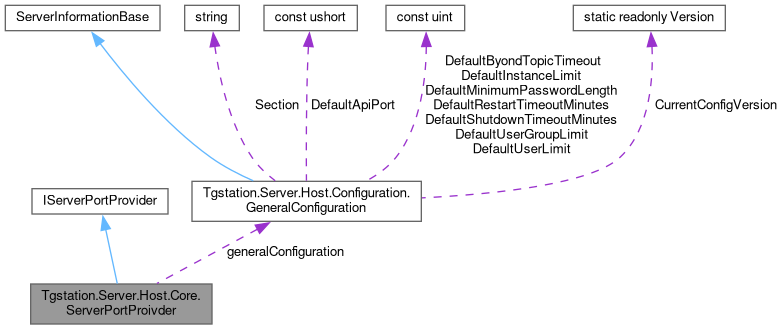 ServerInformationBase
string
const ushort
const uint
static readonly Version
Section
DefaultApiPort
DefaultByondTopicTimeout
DefaultInstanceLimit
DefaultMinimumPasswordLength
DefaultRestartTimeoutMinutes
DefaultShutdownTimeoutMinutes
DefaultUserGroupLimit
DefaultUserLimit
CurrentConfigVersion
IServerPortProvider
Tgstation.Server.Host.Configuration.
GeneralConfiguration
generalConfiguration
Tgstation.Server.Host.Core.
ServerPortProivder